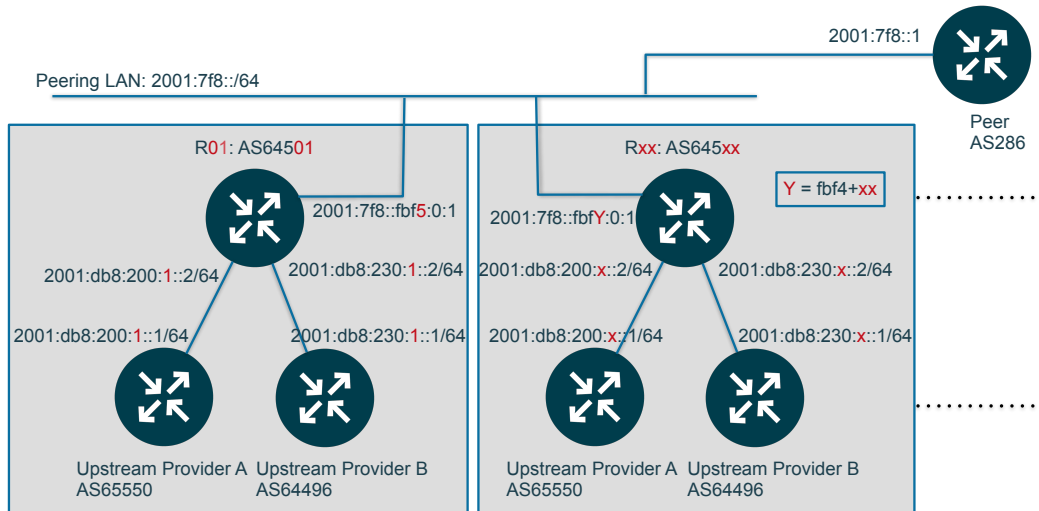 2001:7f8::1
Peering LAN: 2001:7f8::/64
Peer
AS286
R01: AS64501
2001:7f8::fbf5:0:1
2001:db8:200:1::2/64
2001:db8:230:1::2/64
2001:db8:200:1::1/64
2001:db8:230:1::1/64
Upstream Provider A
AS65550
Upstream Provider B
AS64496
Rxx: AS645xx
Y = fbf4+xx
2001:7f8::fbfY:0:1
2001:db8:200:x::2/64
2001:db8:230:x::2/64
2001:db8:200:x::1/64
2001:db8:230:x::1/64
Upstream Provider A
AS65550
Upstream Provider B
AS64496